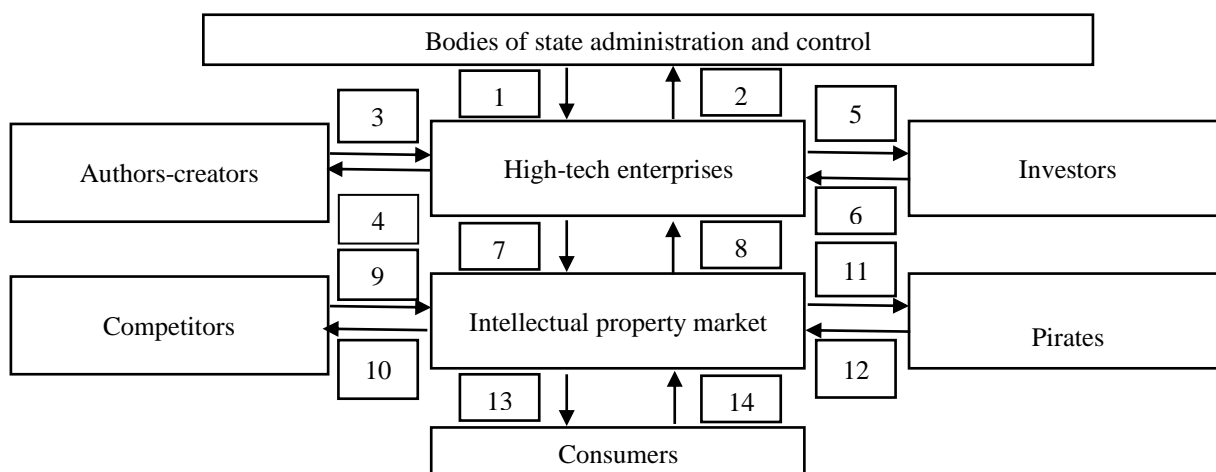 Bodies of state administration and control
1
2
3
5
Authors-creators
High-tech enterprises
Investors
4
6
7
8
9
11
Competitors
Intellectual property market
Pirates
10
12
13
14
Consumers